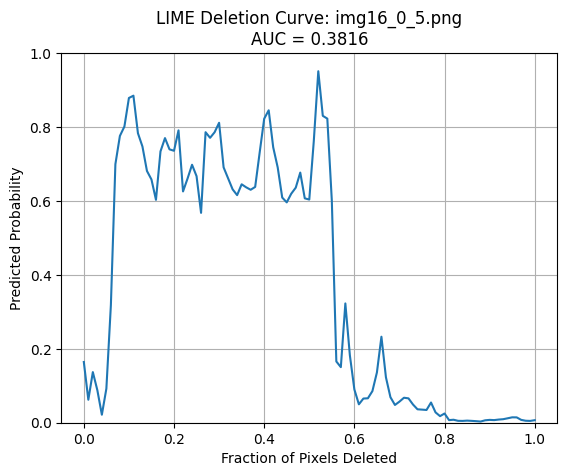 LIME Deletion Curve: img16_0_5.png
AUC = 0.3816
1.0
0.8
0.6
0.4
0.2
0.0
Predicted Probability
0.0 0.2 0.4 0.6 0.8 1.0
Fraction of Pixels Deleted